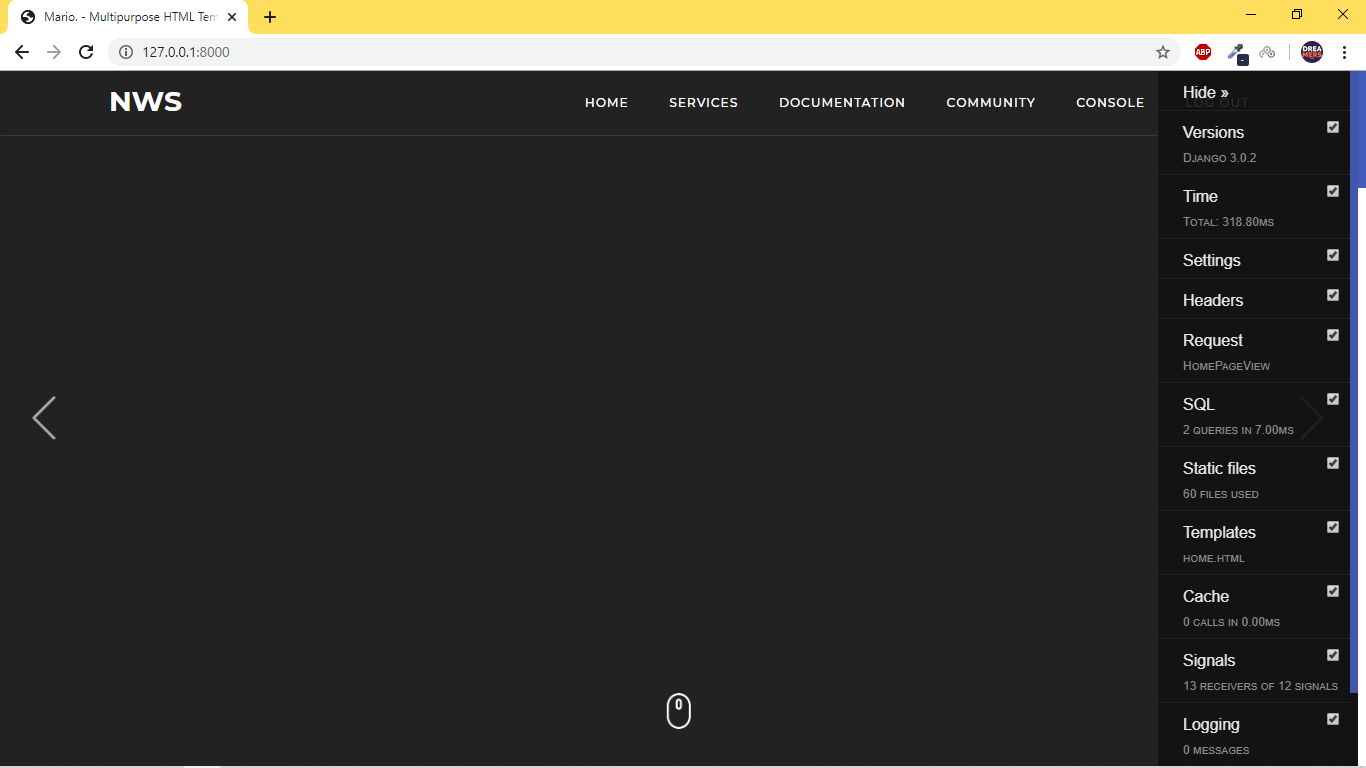 Mario. - Multipurpose HTML Tem
127.0.0.1:8000
ABP
DREA
MERS
NWS
HOME SERVICES DOCUMENTATION COMMUNITY CONSOLE LOG OUT
Hide »
Versions
Django 3.0.2
Time
Total: 318.80ms
Settings
Headers
Request
HomePageView
SQL
2 queries in 7.00ms
Static files
60 files used
Templates
home.html
Cache
0 calls in 0.00ms
Signals
13 receivers of 12 signals
Logging
0 messages